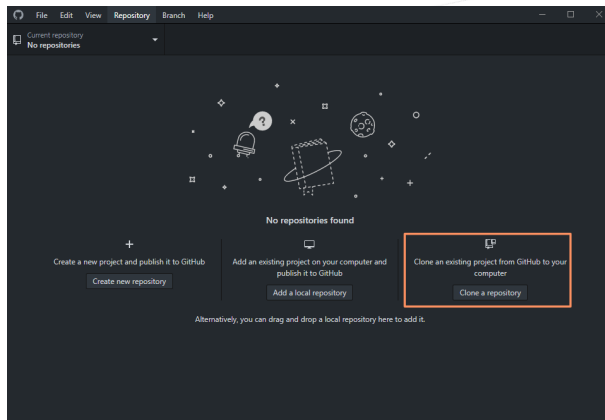 File Edit View Repository Branch Help
Current repository
No repositories
?
No repositories found
Create a new project and publish it to GitHub
Create new repository
Add an existing project on your computer and
publish it to GitHub
Add a local repository
Clone an existing project from GitHub to your
computer
Clone a repository
Alternatively, you can drag and drop a local repository here to add it.